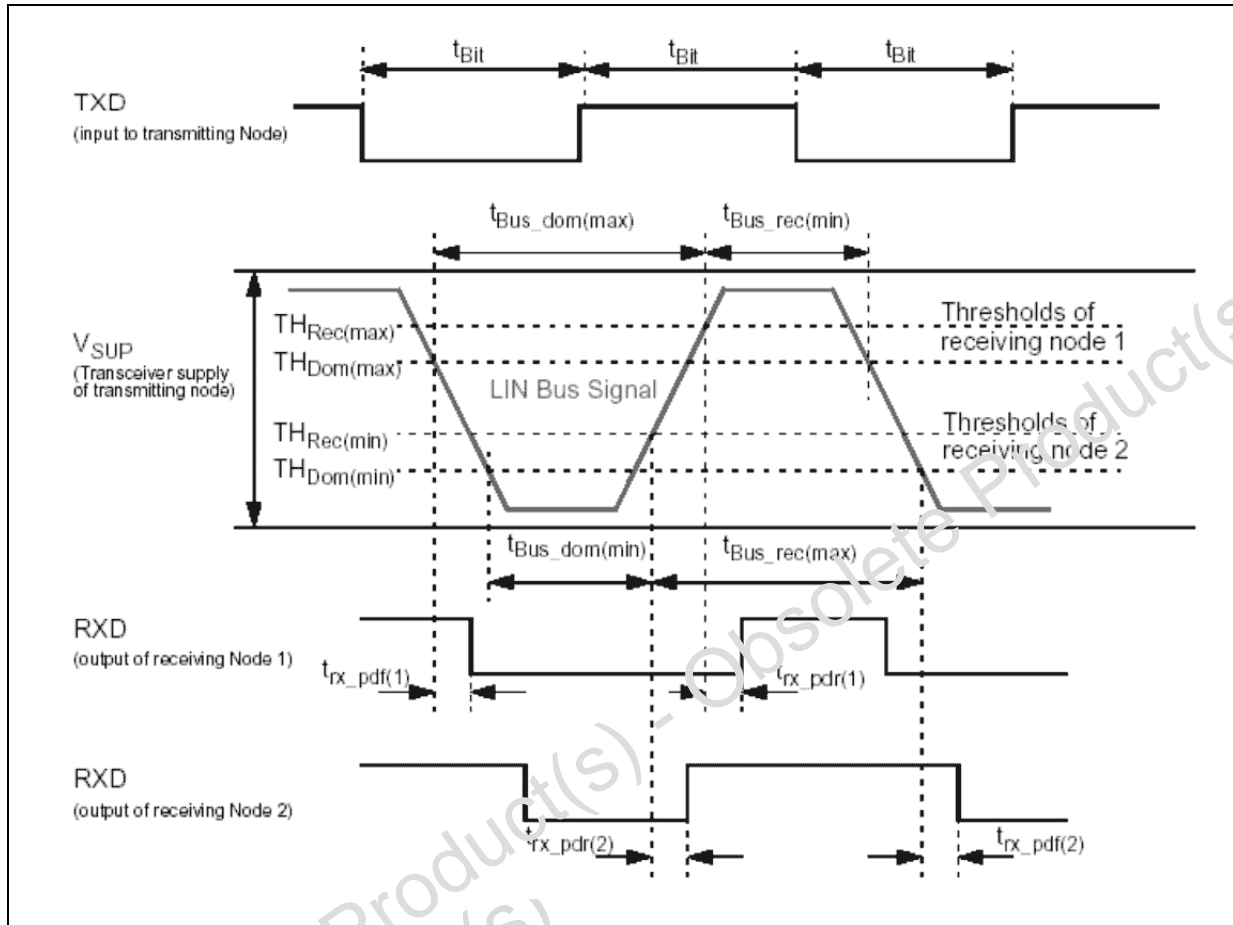 tBit tBit tBit
TXD
(input to transmitting Node)
tBus_dom(max) tBus_rec(min)
VSUP
(Transceiver supply
of transmitting node)
THRec(max)
THDom(max)
THRec(min)
THDom(min)
LIN Bus Signal
Thresholds of
receiving node 1
Thresholds of
receiving node 2
tBus_dom(min) tBus_rec(max)
RXD
(output of receiving Node 1)
trx_pdf(1) trx_pdr(1)
RXD
(output of receiving Node 2)
trx_pdr(2) trx_pdf(2)
Product(s) - Obsolete Product(s
(s)